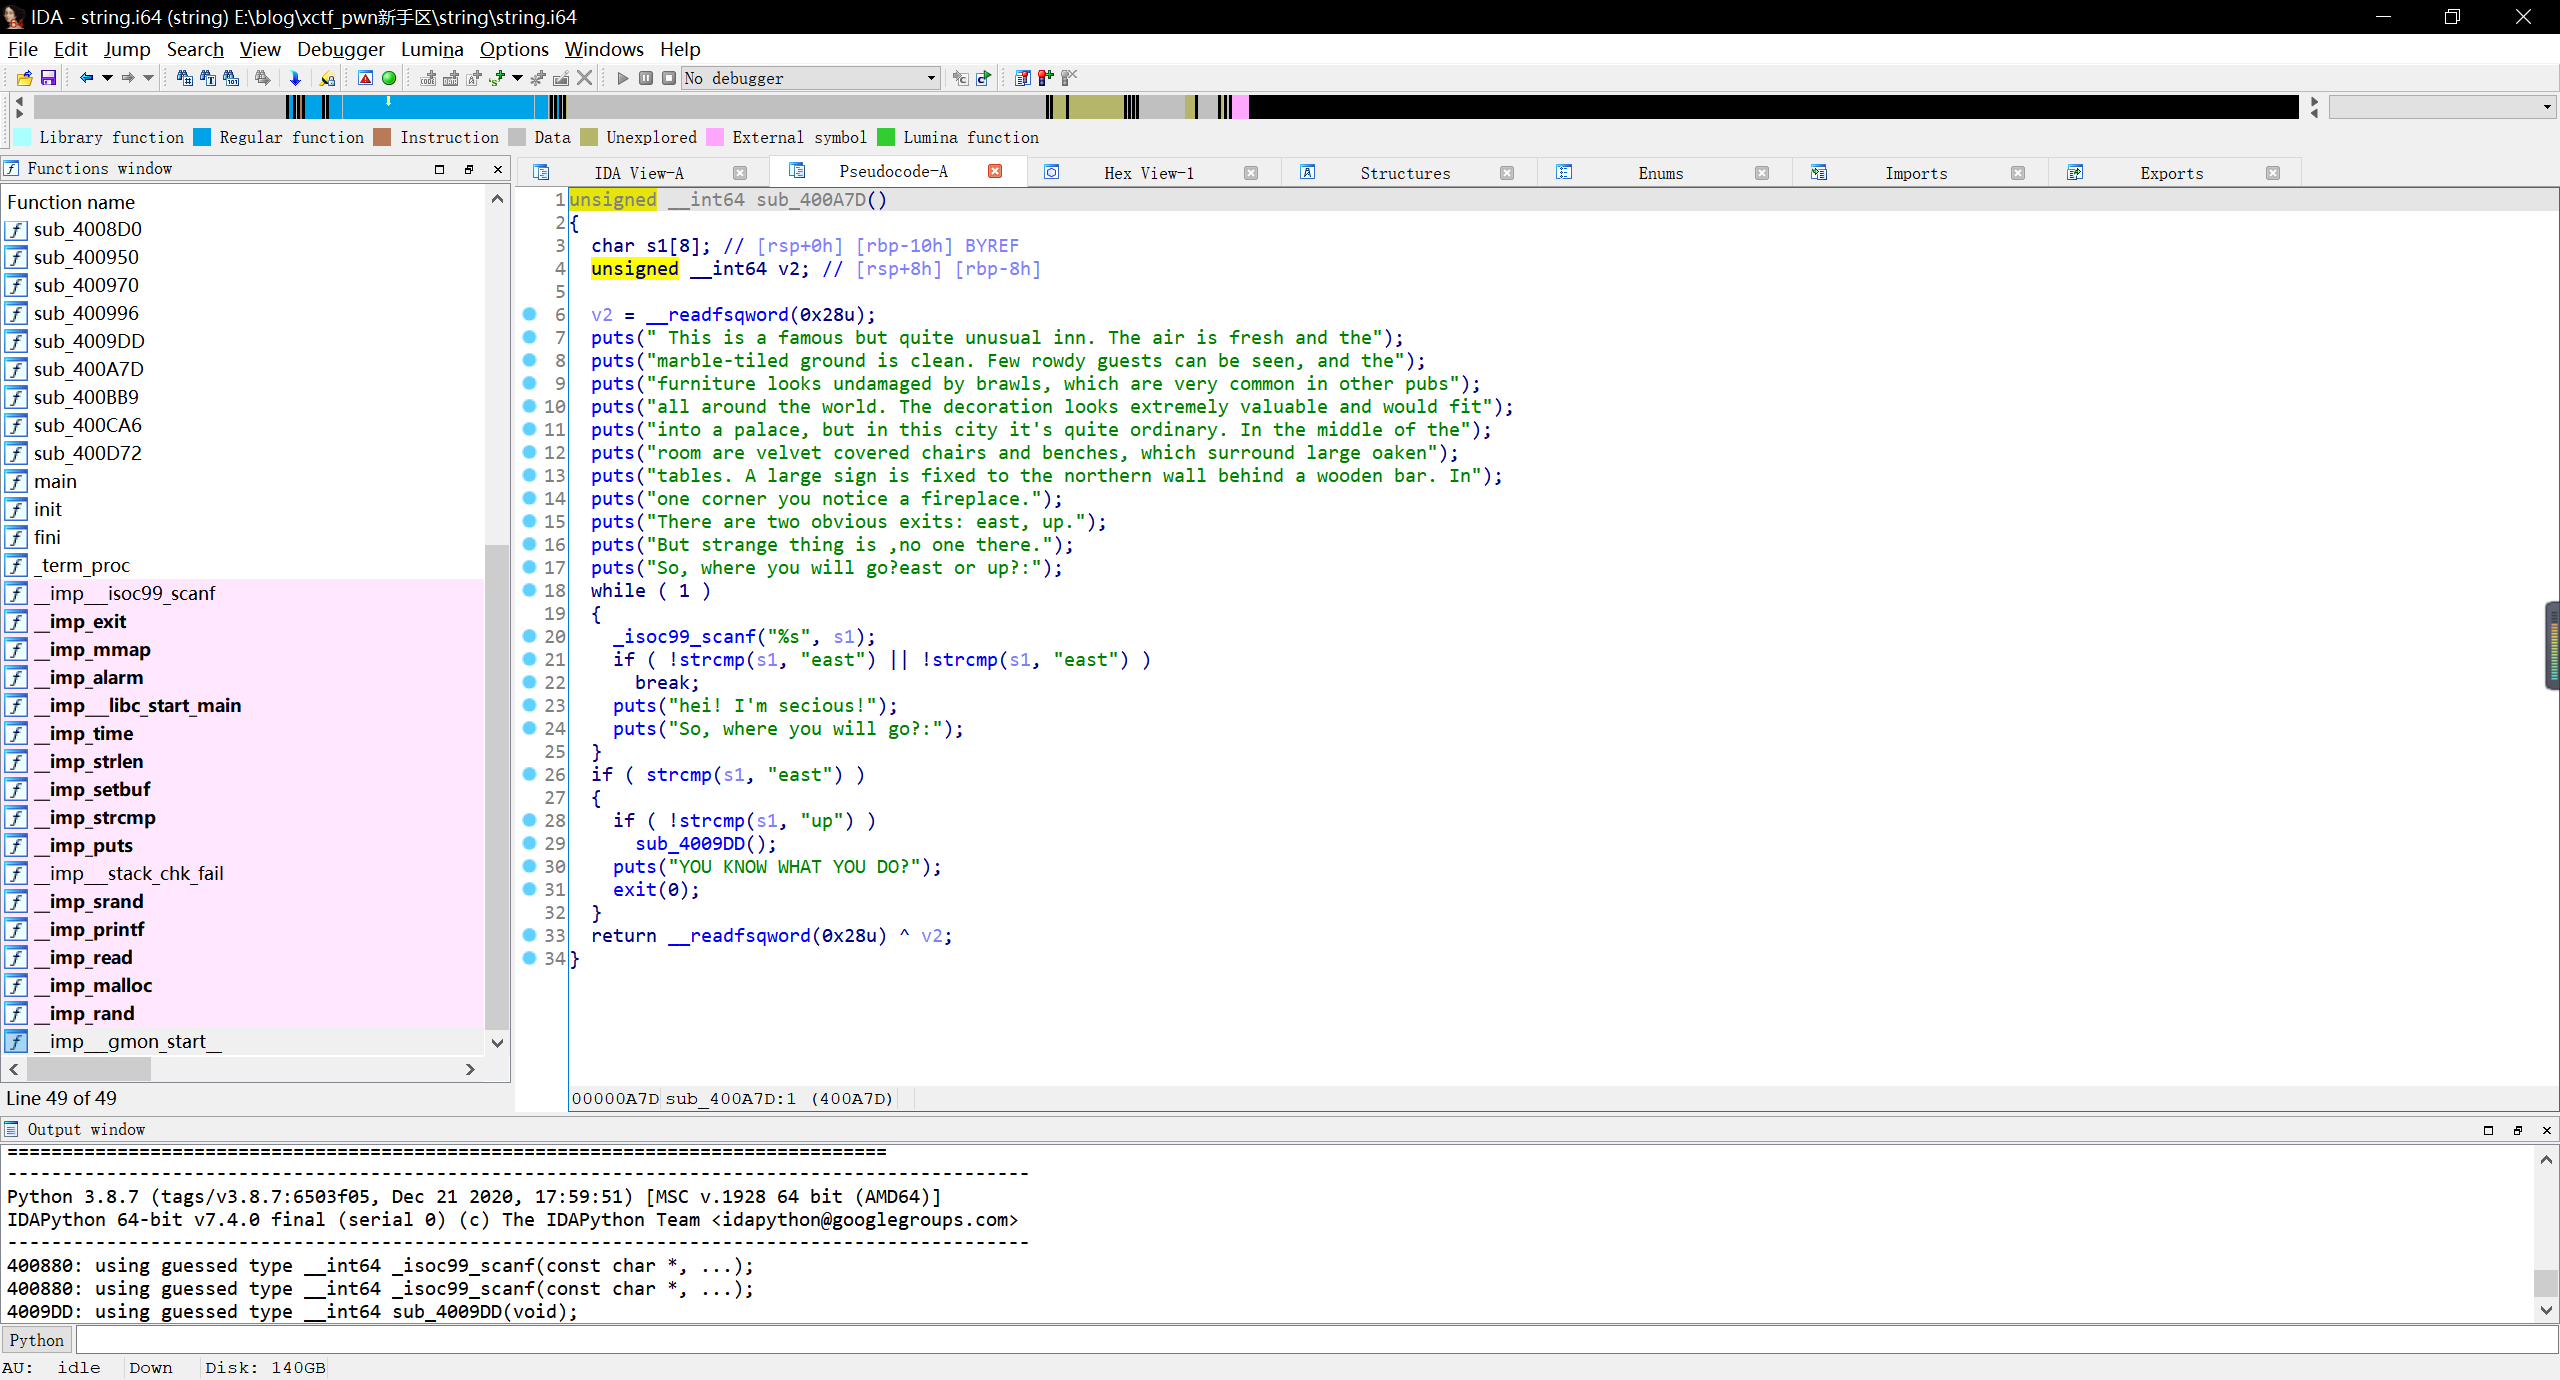 IDA - string.i64 (string) E:\blog\xctf_pwn新手区\string\string.i64
File Edit Jump Search View Debugger Lumina Options Windows Help
No debugger
Library function Regular function Instruction Data Unexplored External symbol Lumina function
Functions window
Function name
sub_4008D0
sub_400950
sub_400970
sub_400996
sub_4009DD
sub_400A7D
sub_400BB9
sub_400CA6
sub_400D72
main
init
fini
_term_proc
__imp___isoc99_scanf
__imp_exit
__imp_mmap
__imp_alarm
__imp___libc_start_main
__imp_time
__imp_strlen
__imp_setbuf
__imp_strcmp
__imp_puts
__imp___stack_chk_fail
__imp_srand
__imp_printf
__imp_read
__imp_malloc
__imp_rand
__imp___gmon_start__
Line 49 of 49
IDA View-A Pseudocode-A Hex View-1 Structures Enums Imports Exports
1 unsigned __int64 sub_400A7D()
2 {
3 char s1[8]; // [rsp+0h] [rbp-10h] BYREF
4 unsigned __int64 v2; // [rsp+8h] [rbp-8h]
5
6 v2 = __readfsqword(0x28u);
7 puts(" This is a famous but quite unusual inn. The air is fresh and the");
8 puts("marble-tiled ground is clean. Few rowdy guests can be seen, and the");
9 puts("furniture looks undamaged by brawls, which are very common in other pubs");
10 puts("all around the world. The decoration looks extremely valuable and would fit");
11 puts("into a palace, but in this city it's quite ordinary. In the middle of the");
12 puts("room are velvet covered chairs and benches, which surround large oaken");
13 puts("tables. A large sign is fixed to the northern wall behind a wooden bar. In");
14 puts("one corner you notice a fireplace.");
15 puts("There are two obvious exits: east, up.");
16 puts("But strange thing is ,no one there.");
17 puts("So, where you will go?east or up?:");
18 while ( 1 )
19 {
20 _isoc99_scanf("%s", s1);
21 if ( !strcmp(s1, "east") || !strcmp(s1, "east") )
22 break;
23 puts("hei! I'm secious!");
24 puts("So, where you will go?:");
25 }
26 if ( strcmp(s1, "east") )
27 {
28 if ( !strcmp(s1, "up") )
29 sub_4009DD();
30 puts("YOU KNOW WHAT YOU DO?");
31 exit(0);
32 }
33 return __readfsqword(0x28u) ^ v2;
34 }
00000A7D sub_400A7D:1 (400A7D)
Output window
================================================================================
---------------------------------------------------------------------------------------------
Python 3.8.7 (tags/v3.8.7:6503f05, Dec 21 2020, 17:59:51) [MSC v.1928 64 bit (AMD64)]
IDAPython 64-bit v7.4.0 final (serial 0) (c) The IDAPython Team <idapython@googlegroups.com>
---------------------------------------------------------------------------------------------
400880: using guessed type __int64 _isoc99_scanf(const char *, ...);
400880: using guessed type __int64 _isoc99_scanf(const char *, ...);
4009DD: using guessed type __int64 sub_4009DD(void);
Python
AU: idle Down Disk: 140GB